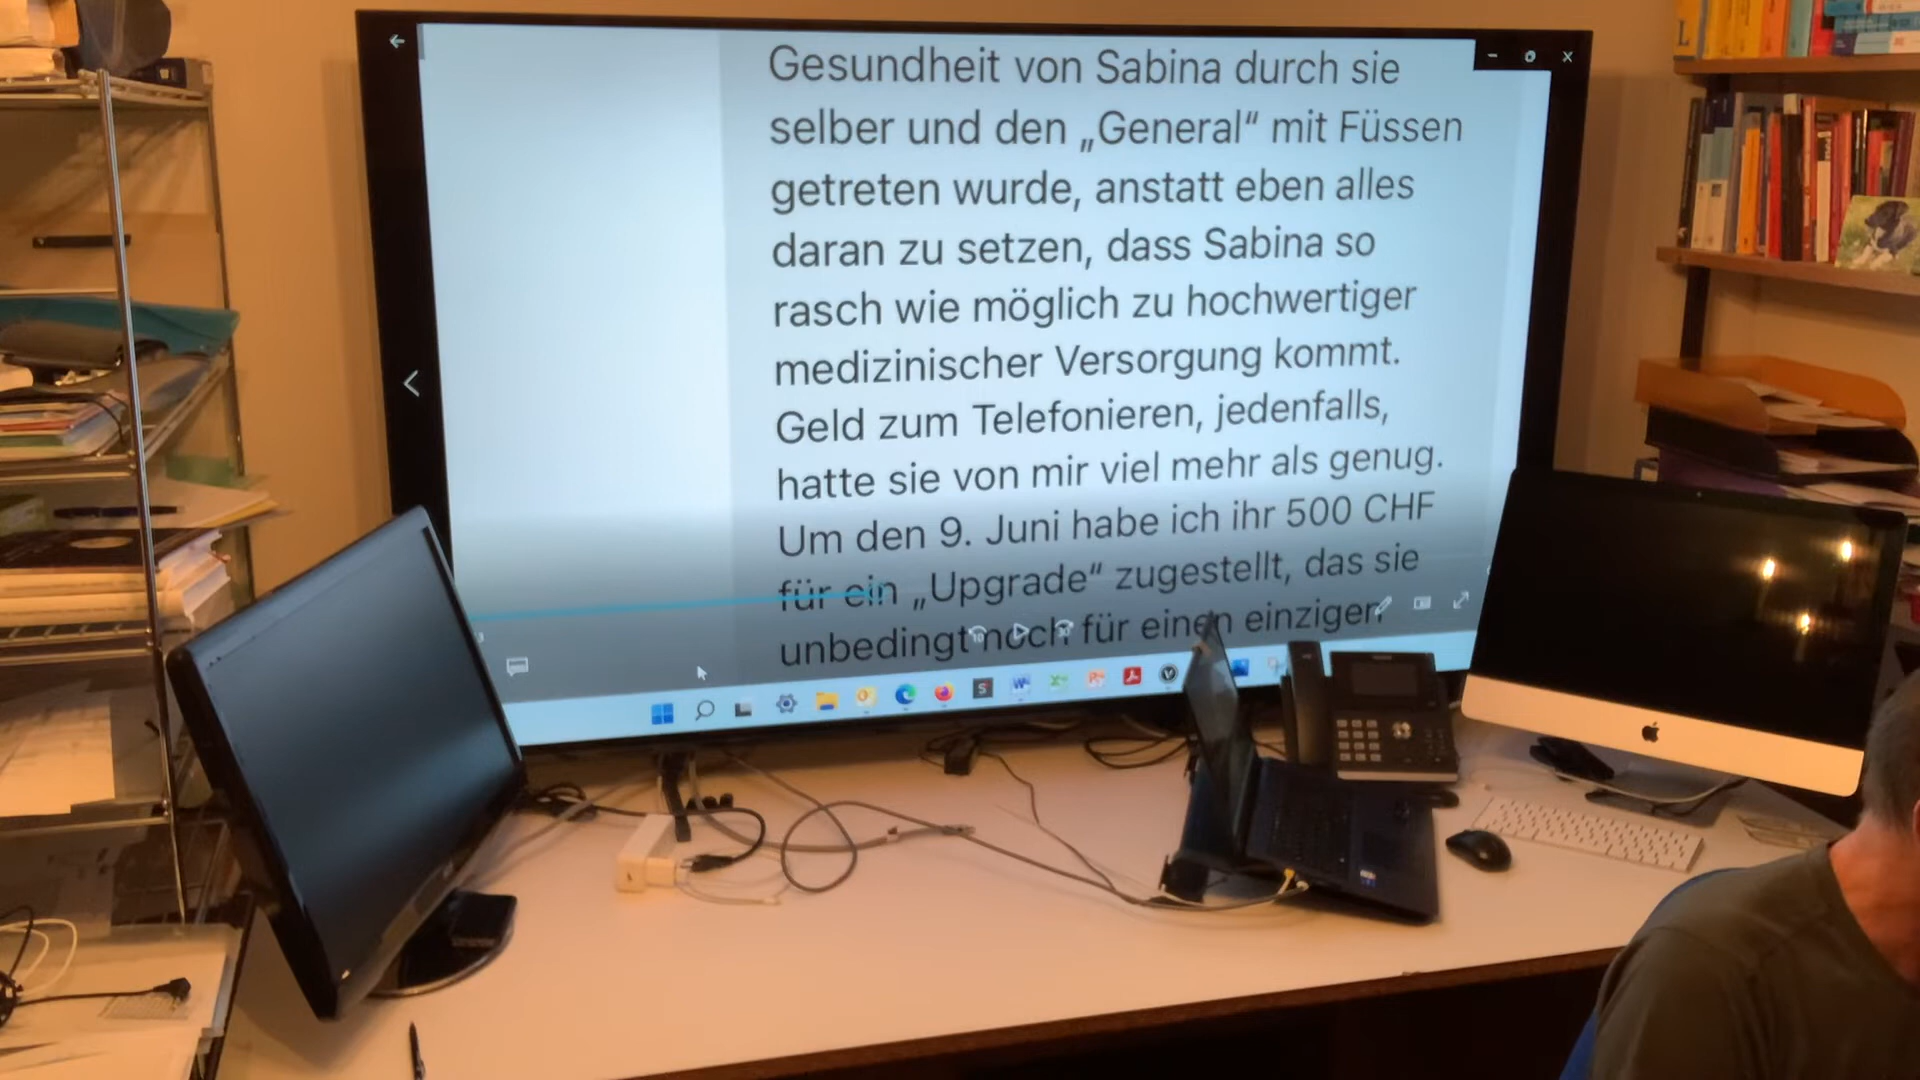 Gesundheit von Sabina durch sie
selber und den „General“ mit Füssen
getreten wurde, anstatt eben alles
daran zu setzen, dass Sabina so
rasch wie möglich zu hochwertiger
medizinischer Versorgung kommt.
Geld zum Telefonieren, jedenfalls,
hatte sie von mir viel mehr als genug.
Um den 9. Juni habe ich ihr 500 CHF
für ein „Upgrade“ zugestellt, das sie
unbedingt noch für einen einzigen